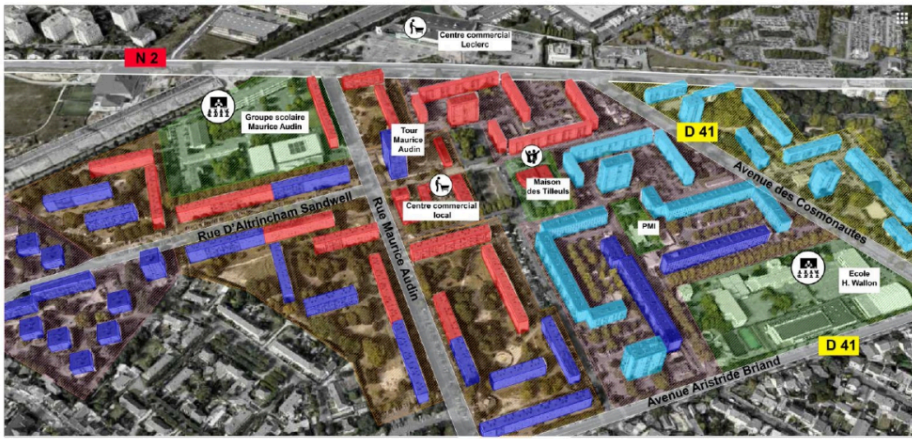 Centre commercial
Leclerc
N 2
Groupe scolaire
Maurice Audin
Tour
Maurice
Audin
D 41
Maison
des Tilleuls
Centre commercial
local
Avenue des Cosmonautes
Rue D'Altrincham Sandwell
Rue Maurice Audin
PMI
Ecole
H. Wallon
D 41
Avenue Aristride Briand